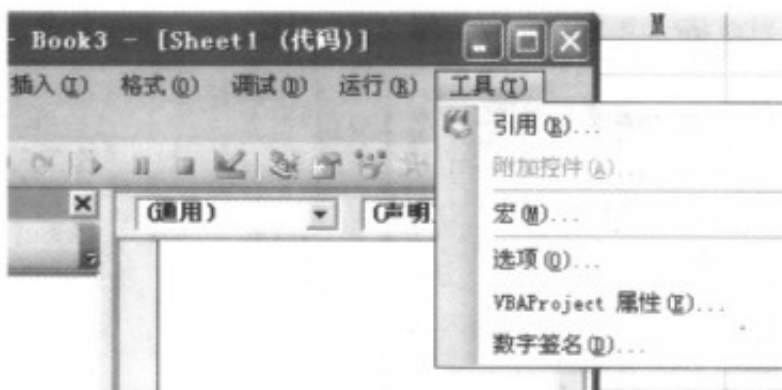 - Book3 - [Sheet1 (代码)]
M
插入(I) 格式(O) 调试(D) 运行(R) 工具(T)
引用(R)...
附加控件(A)...
(通用) (声明
宏(M)...
选项(O)...
VBAProject 属性(E)...
数字签名(D)...